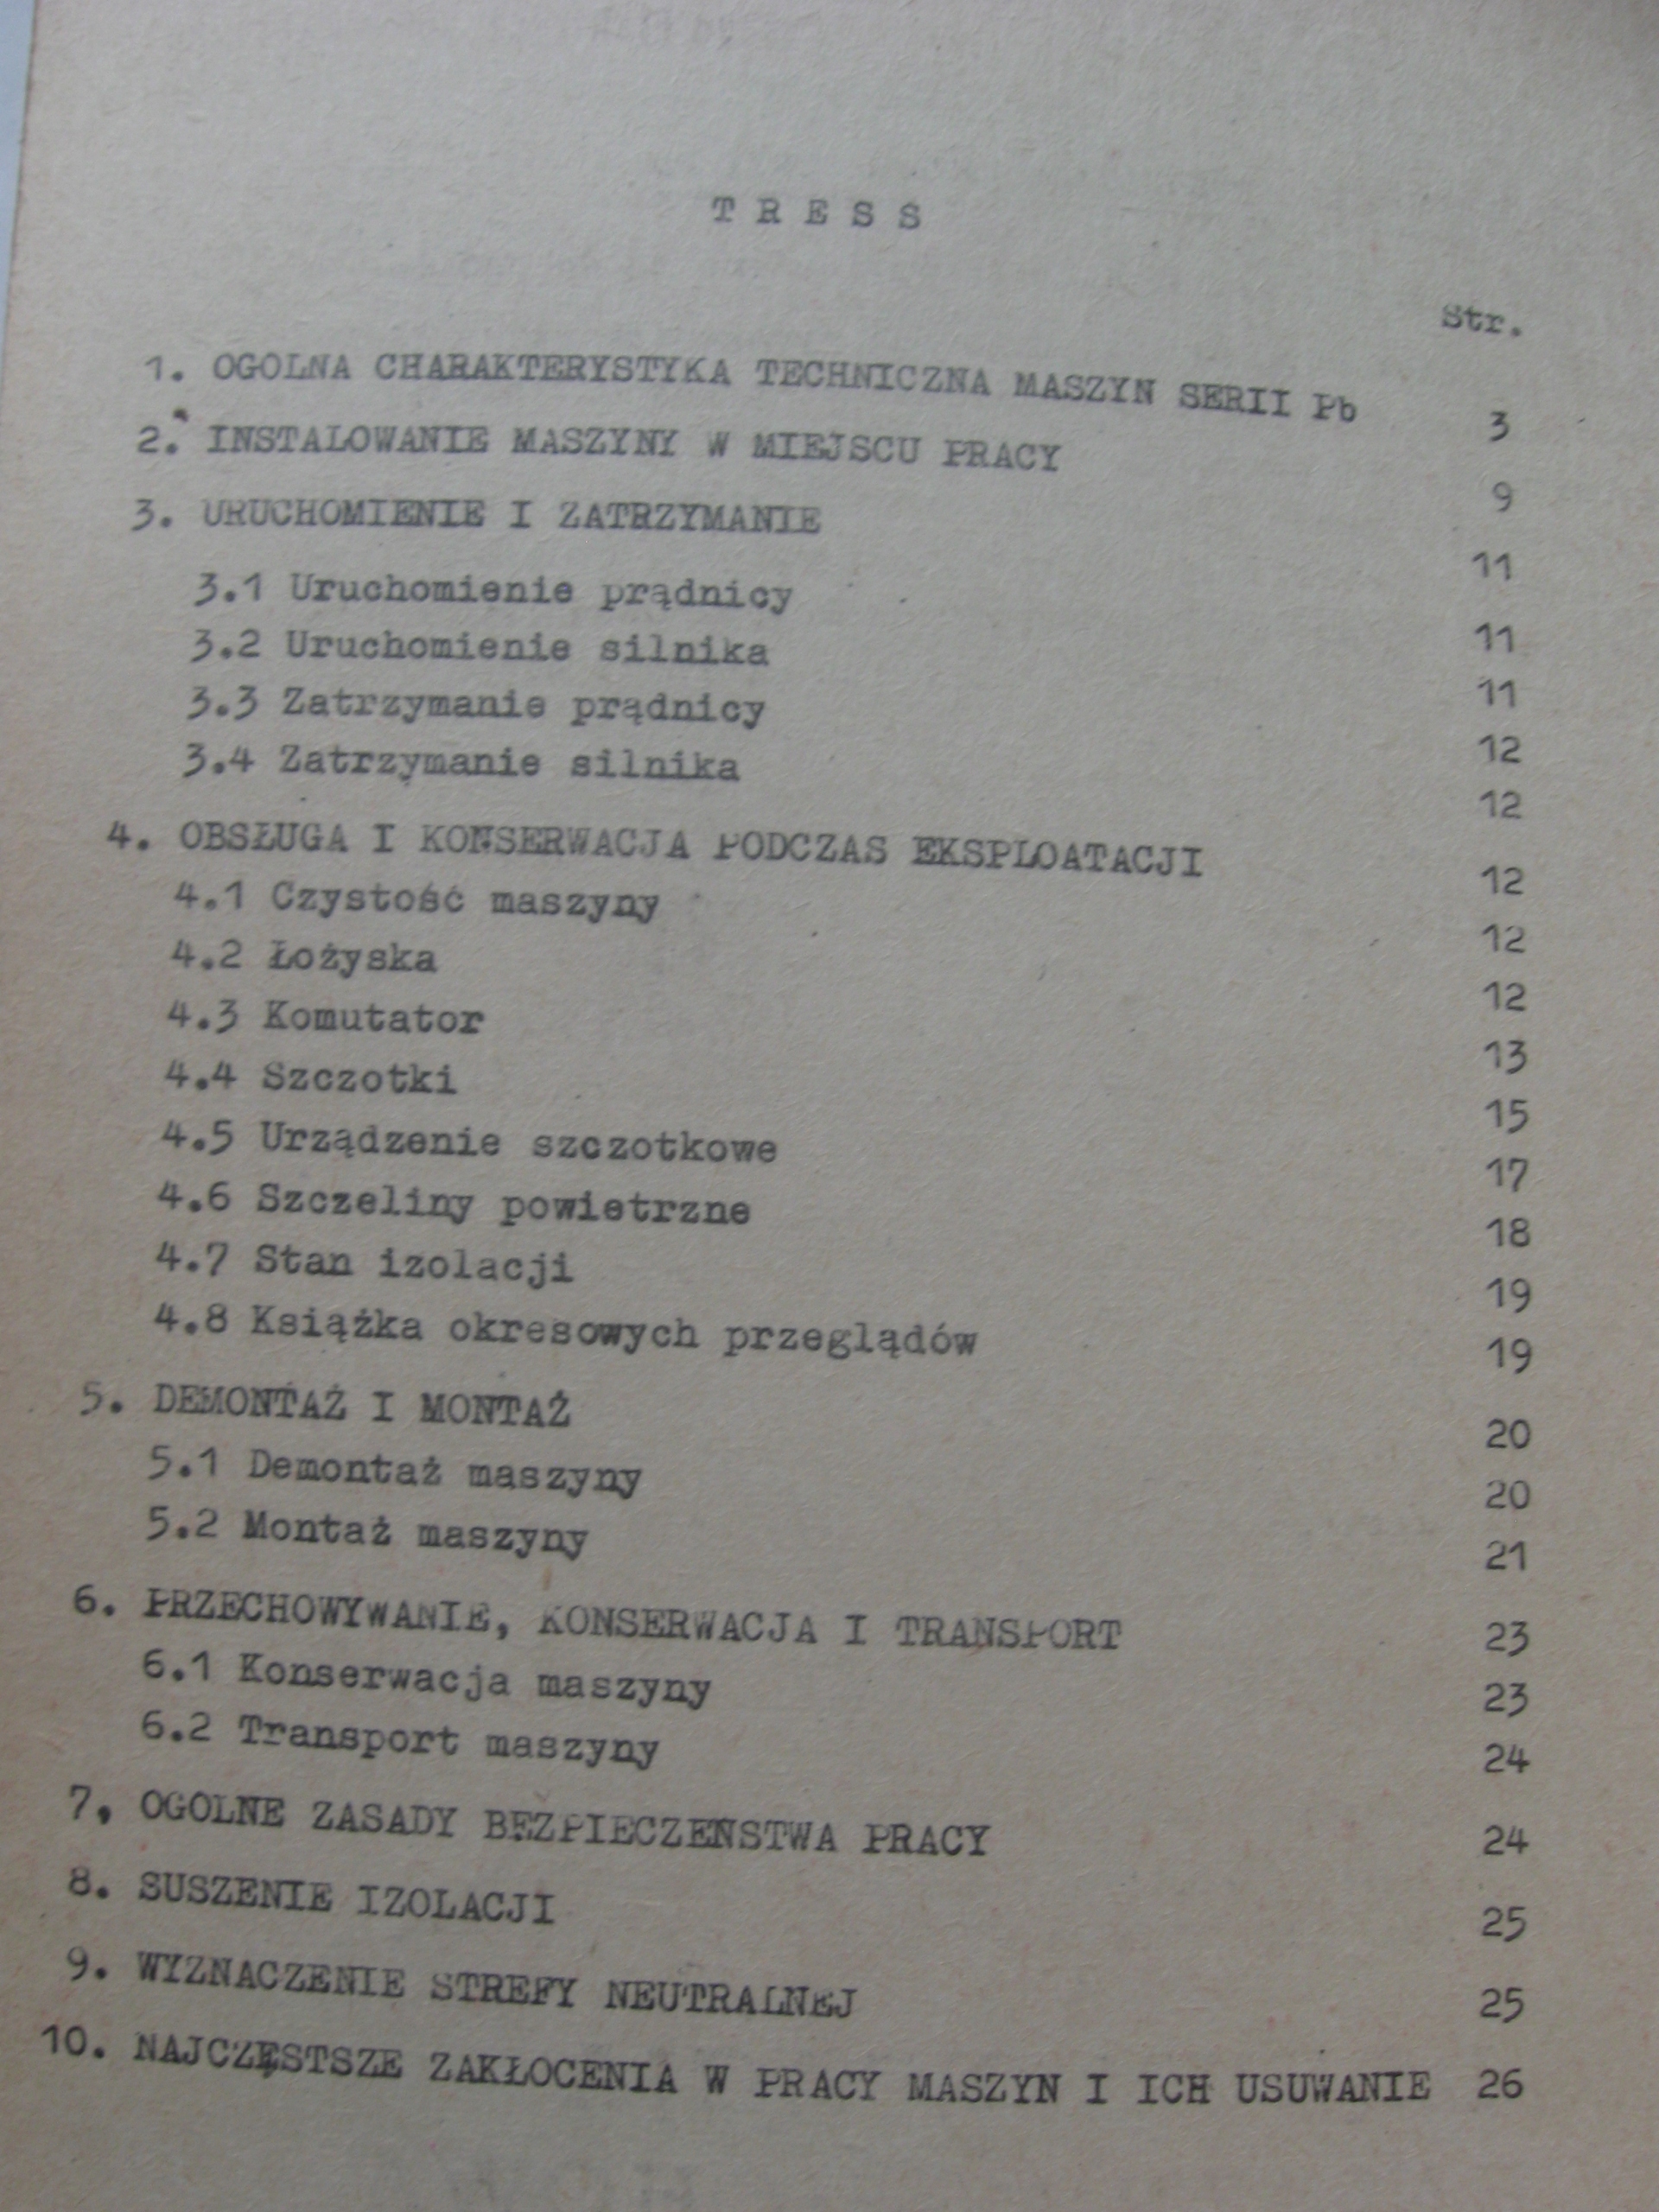 T R E S S
Str.
1. OGOLNA CHARAKTERYSTYKA TECHNICZNA MASZYN SERII Pb 3
2. INSTALOWANIE MASZYNY W MIEJSCU PRACY 9
3. URUCHOMIENIE I ZATRZYMANIE 11
3.1 Uruchomienie prądnicy 11
3.2 Uruchomienie silnika 11
3.3 Zatrzymanie prądnicy 12
3.4 Zatrzymanie silnika 12
4. OBSŁUGA I KONSERWACJA PODCZAS EKSPLOATACJI 12
4.1 Czystość maszyny 12
4.2 Łożyska 12
4.3 Komutator 13
4.4 Szczotki 15
4.5 Urządzenie szczotkowe 17
4.6 Szczeliny powietrzne 18
4.7 Stan izolacji 19
4.8 Książka okresowych przeglądów 19
5. DEMONTAŻ I MONTAŻ 20
5.1 Demontaż maszyny 20
5.2 Montaż maszyny 21
6. PRZECHOWYWANIE, KONSERWACJA I TRANSPORT 23
6.1 Konserwacja maszyny 23
6.2 Transport maszyny 24
7, OGOLNE ZASADY BEZPIECZEŃSTWA PRACY 24
8. SUSZENIE IZOLACJI 25
9. WYZNACZENIE STREFY NEUTRALNEJ 25
10. NAJCZĘSTSZE ZAKŁOCENIA W PRACY MASZYN I ICH USUWANIE 26